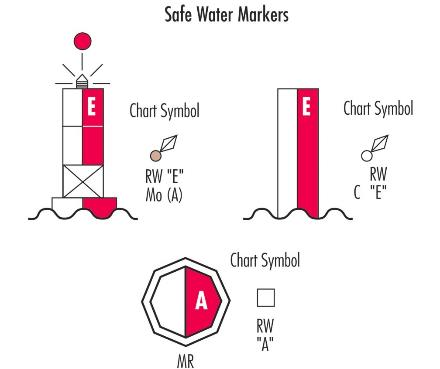 Safe Water Markers
E
Chart Symbol
RW "E"
Mo (A)
E
Chart Symbol
RW
C "E"
A
MR
Chart Symbol
RW
"A"